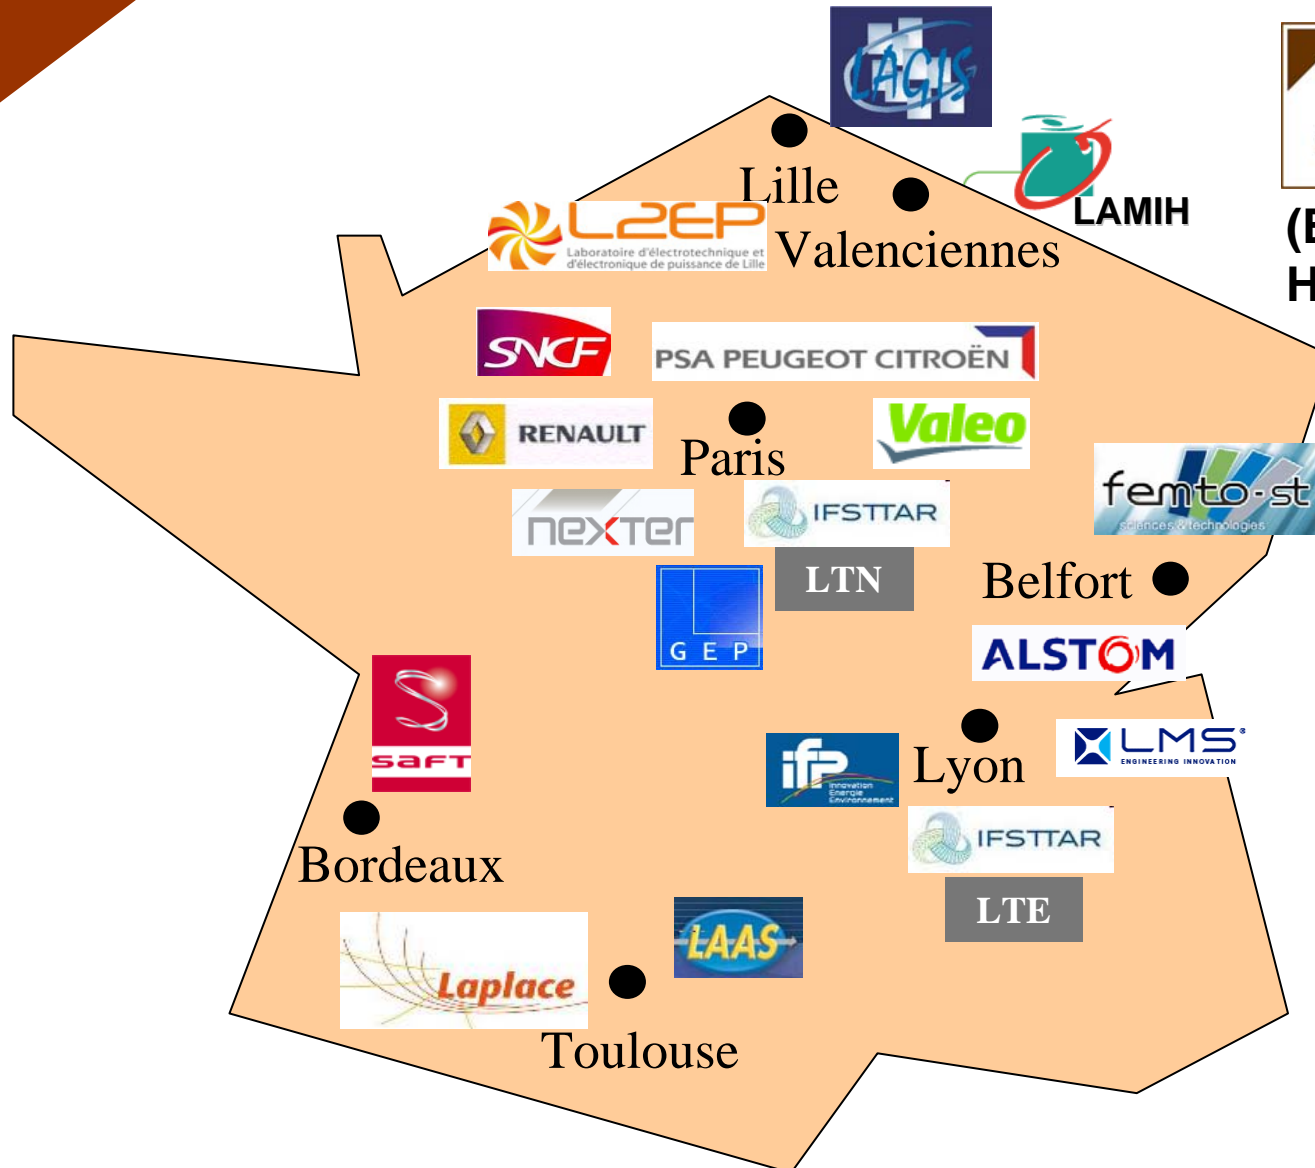 LAGIS
LAMIH
Lille
L2EP
Laboratoire d'électrotechnique et
d'électronique de puissance de Lille
Valenciennes
(E
H
SNCF
PSA PEUGEOT CITROËN
RENAULT
Paris
Valeo
femto-st
sciences & technologies
nexter
IFSTTAR
LTN
Belfort
GEP
ALSTOM
saft
ifp
Innovation
Energie
Environnement
Lyon
LMS
ENGINEERING INNOVATION
IFSTTAR
Bordeaux
LTE
LAAS
Laplace
Toulouse